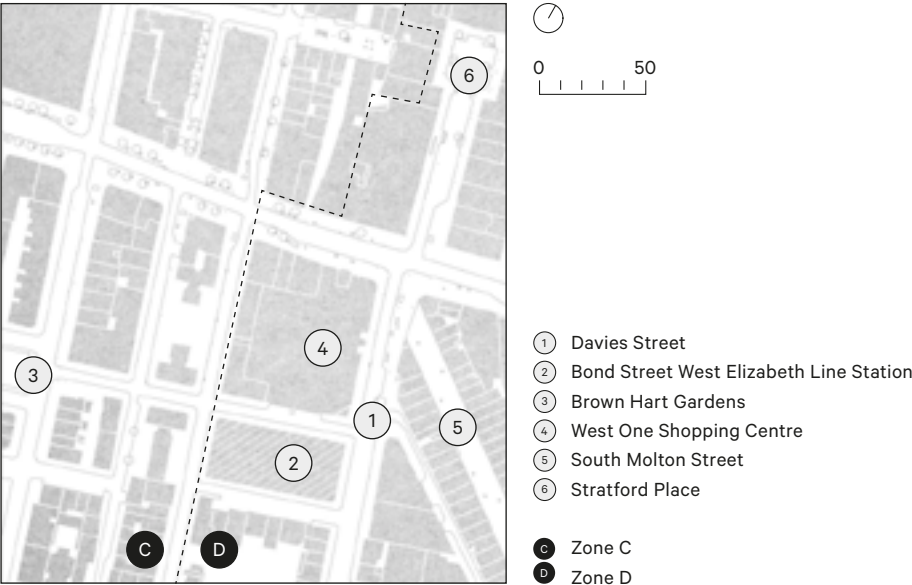 6
0 50
4
3
1
5
2
C D
1 Davies Street
2 Bond Street West Elizabeth Line Station
3 Brown Hart Gardens
4 West One Shopping Centre
5 South Molton Street
6 Stratford Place
C Zone C
D Zone D